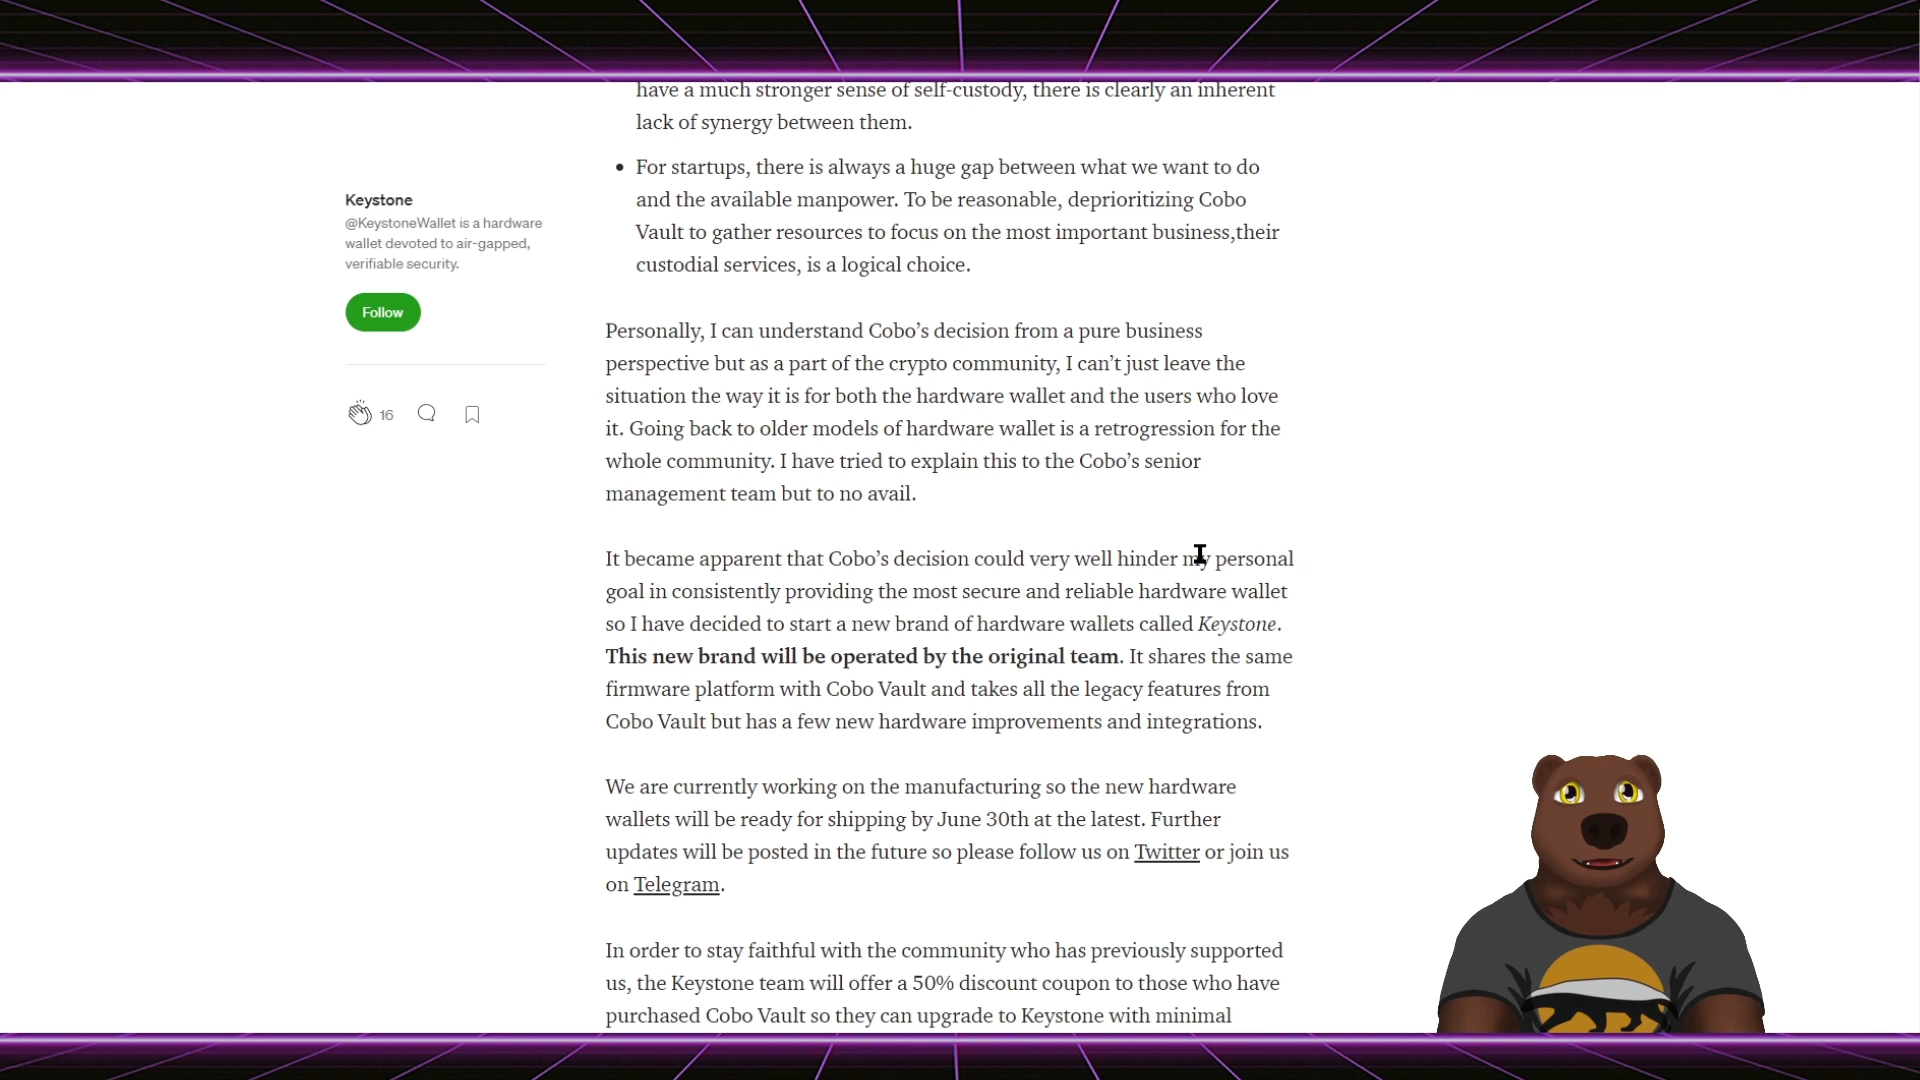 have a much stronger sense of self-custody, there is clearly an inherent
lack of synergy between them.
For startups, there is always a huge gap between what we want to do
and the available manpower. To be reasonable, deprioritizing Cobo
Vault to gather resources to focus on the most important business,their
custodial services, is a logical choice.
Keystone
@KeystoneWallet is a hardware
wallet devoted to air-gapped,
verifiable security.
Follow
16
Personally, I can understand Cobo’s decision from a pure business
perspective but as a part of the crypto community, I can’t just leave the
situation the way it is for both the hardware wallet and the users who love
it. Going back to older models of hardware wallet is a retrogression for the
whole community. I have tried to explain this to the Cobo’s senior
management team but to no avail.
It became apparent that Cobo’s decision could very well hinder my personal
goal in consistently providing the most secure and reliable hardware wallet
so I have decided to start a new brand of hardware wallets called Keystone.
This new brand will be operated by the original team. It shares the same
firmware platform with Cobo Vault and takes all the legacy features from
Cobo Vault but has a few new hardware improvements and integrations.
We are currently working on the manufacturing so the new hardware
wallets will be ready for shipping by June 30th at the latest. Further
updates will be posted in the future so please follow us on Twitter or join us
on Telegram.
In order to stay faithful with the community who has previously supported
us, the Keystone team will offer a 50% discount coupon to those who have
purchased Cobo Vault so they can upgrade to Keystone with minimal